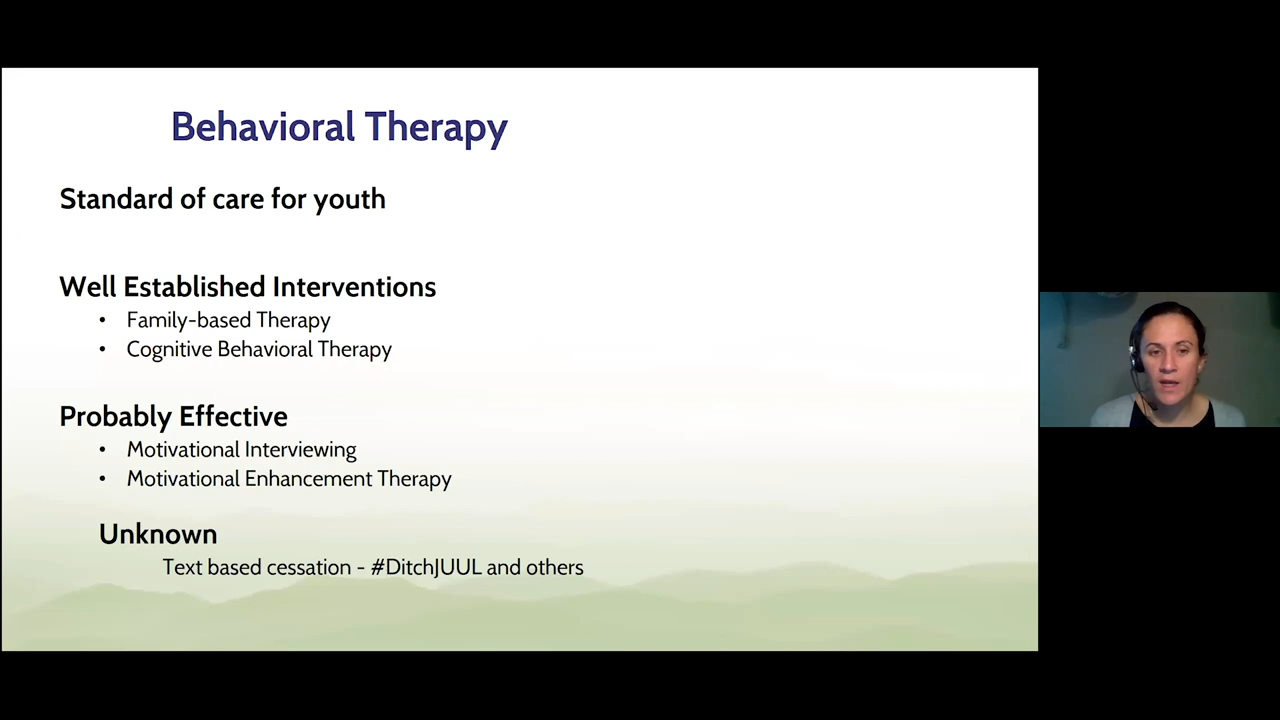 Behavioral Therapy
Standard of care for youth
Well Established Interventions
• Family-based Therapy
• Cognitive Behavioral Therapy
Probably Effective
• Motivational Interviewing
• Motivational Enhancement Therapy
Unknown
Text based cessation - #DitchJUUL and others